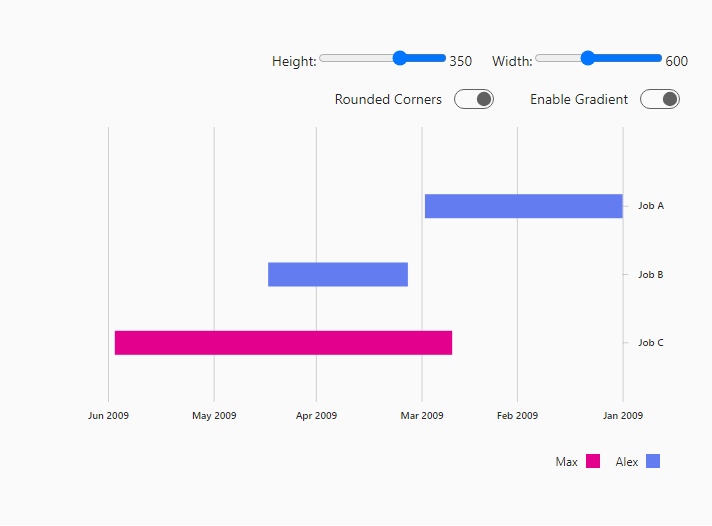 Height: 350 Width: 600
Rounded Corners Enable Gradient
Job A
Job B
Job C
Jun 2009 May 2009 Apr 2009 Mar 2009 Feb 2009 Jan 2009
Max Alex